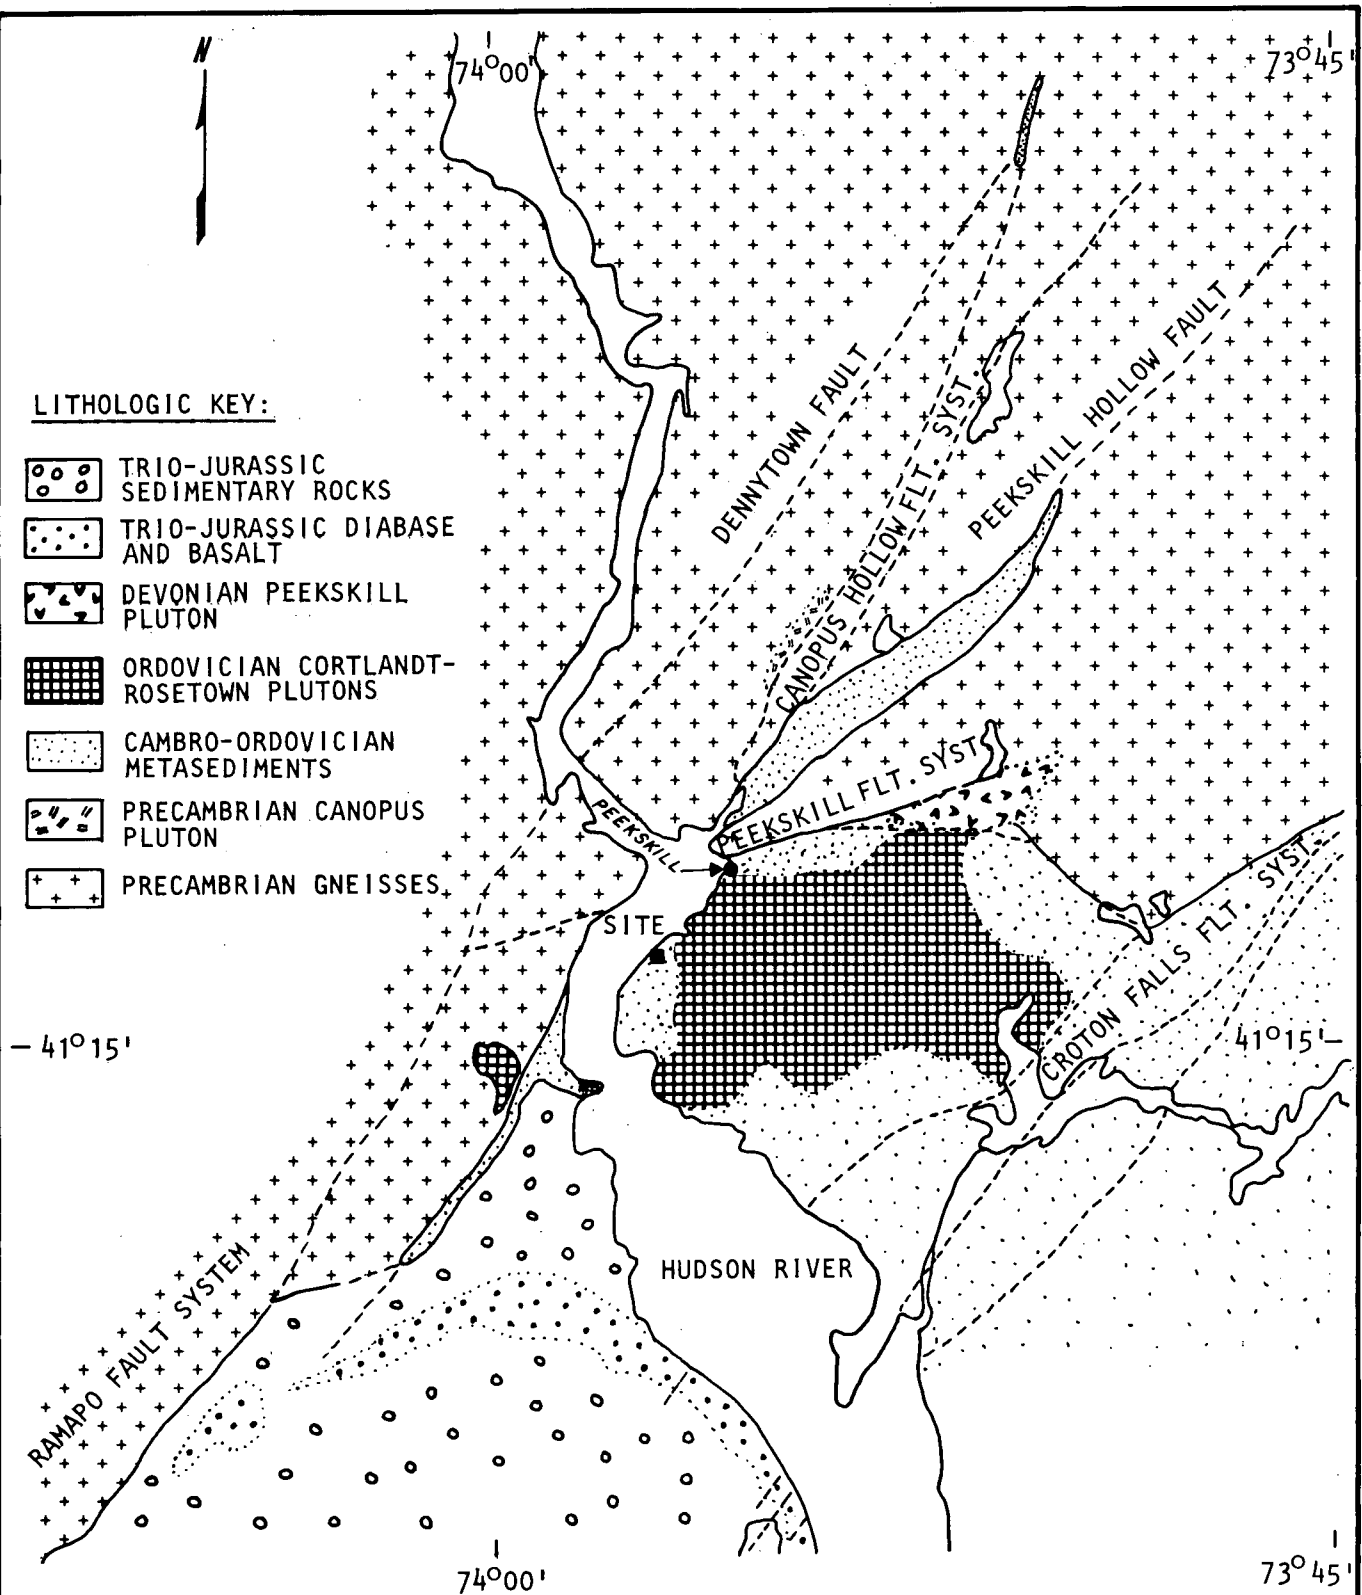 N
74°00'
73°45'
LITHOLOGIC KEY:
TRIO-JURASSIC
SEDIMENTARY ROCKS
TRIO-JURASSIC DIABASE
AND BASALT
DEVONIAN PEEKSKILL
PLUTON
ORDOVICIAN CORTLANDT-
ROSETOWN PLUTONS
CAMBRO-ORDOVICIAN
METASEDIMENTS
PRECAMBRIAN CANOPUS
PLUTON
PRECAMBRIAN GNEISSES
DENNYTOWN FAULT
CANOPUS HOLLOW FLT. SYST.
PEEKSKILL HOLLOW FAULT
PEEKSKILL FLT. SYST.
PEEKSKILL
SITE
CROTON FALLS FLT. SYST.
41°15'
41°15'
HUDSON RIVER
RAMAPO FAULT SYSTEM
74°00'
73°45'